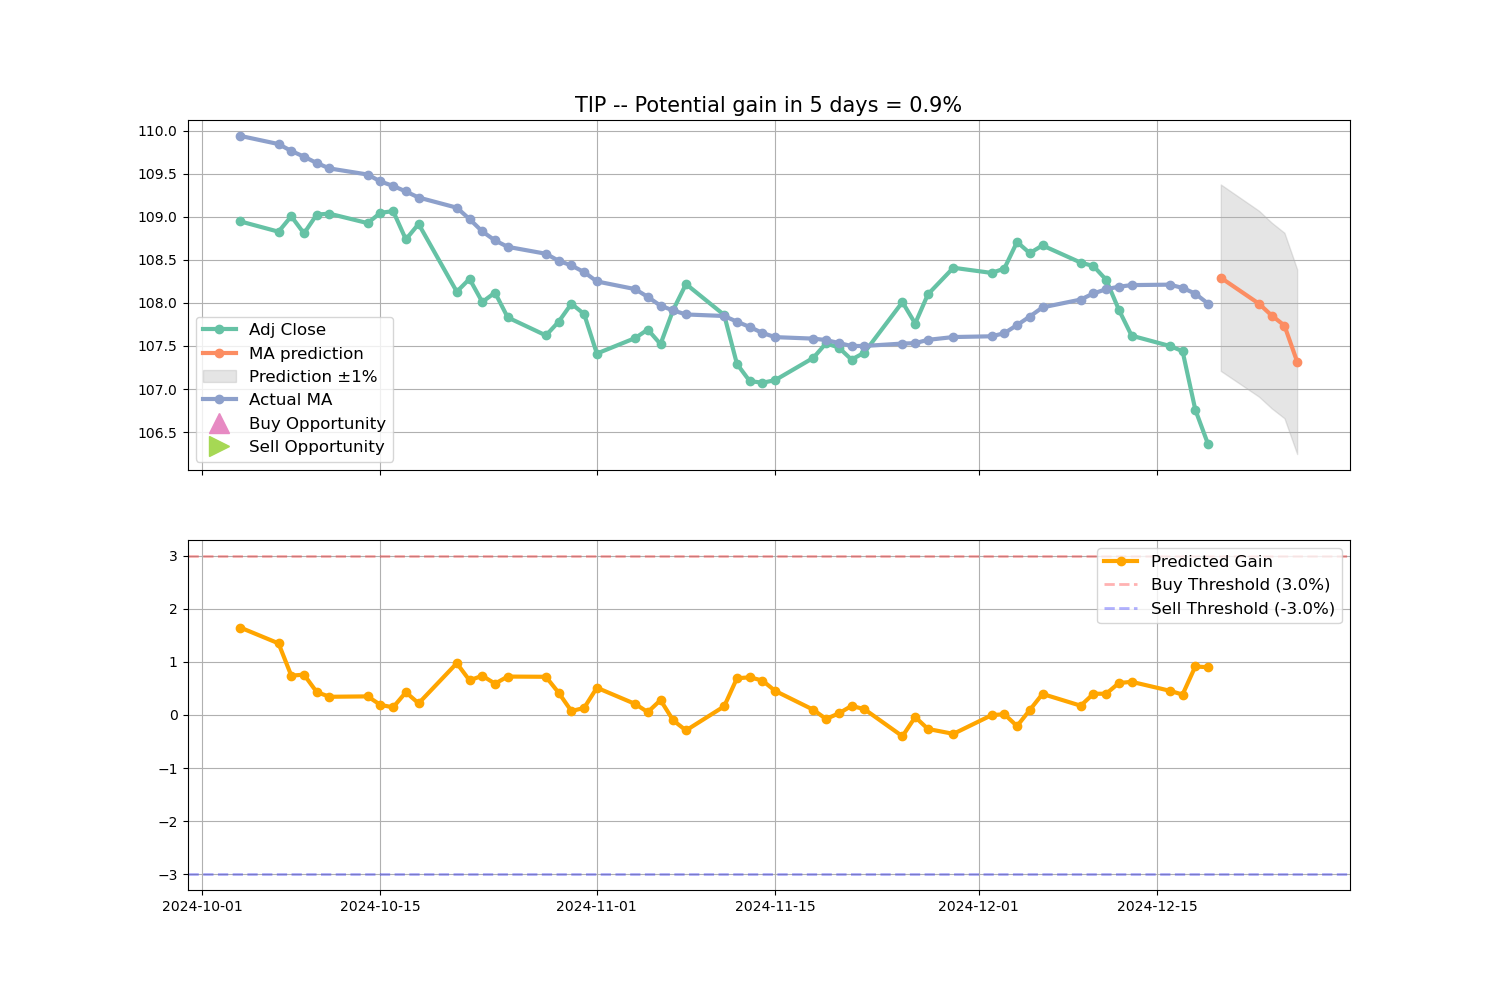 TIP -- Potential gain in 5 days = 0.9%
110.0
109.5
109.0
108.5
108.0
107.5
107.0
106.5
Adj Close
MA prediction
Prediction ±1%
Actual MA
Buy Opportunity
Sell Opportunity
3
2
1
0
−1
−2
−3
Predicted Gain
Buy Threshold (3.0%)
Sell Threshold (-3.0%)
2024-10-01
2024-10-15
2024-11-01
2024-11-15
2024-12-01
2024-12-15